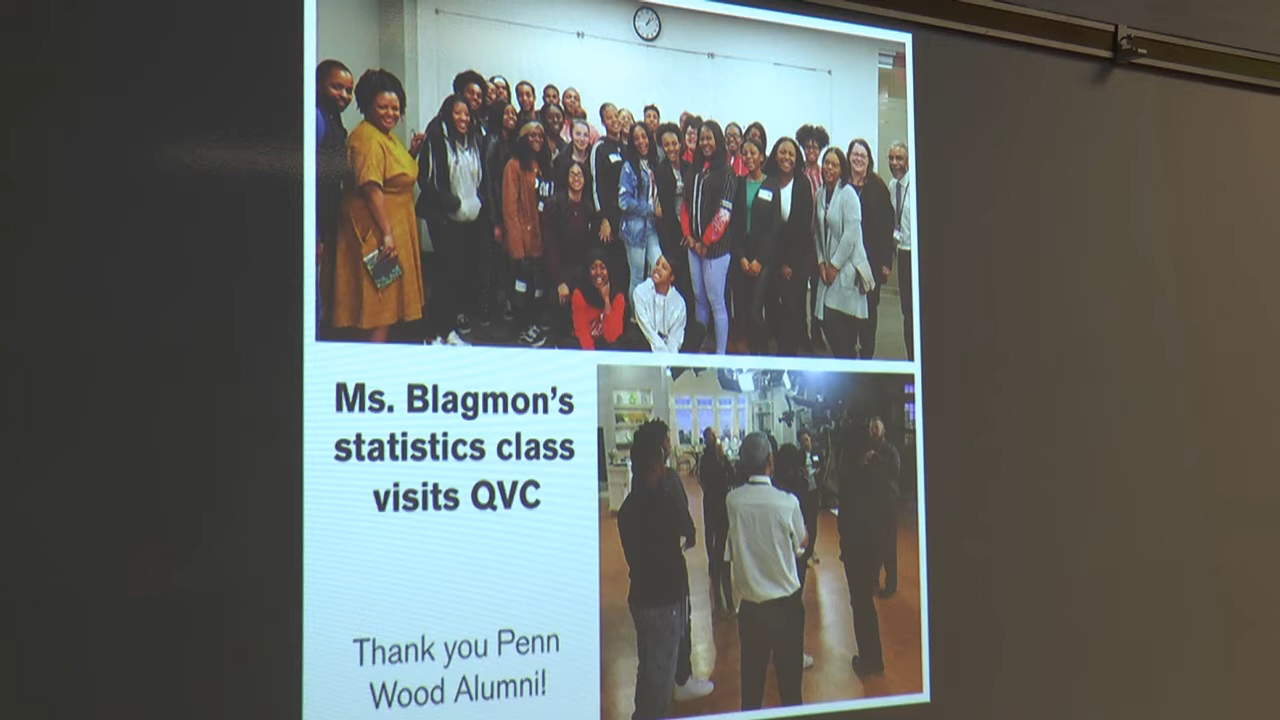 Ms. Blagmon's
statistics class
visits QVC
Thank you Penn
Wood Alumni!